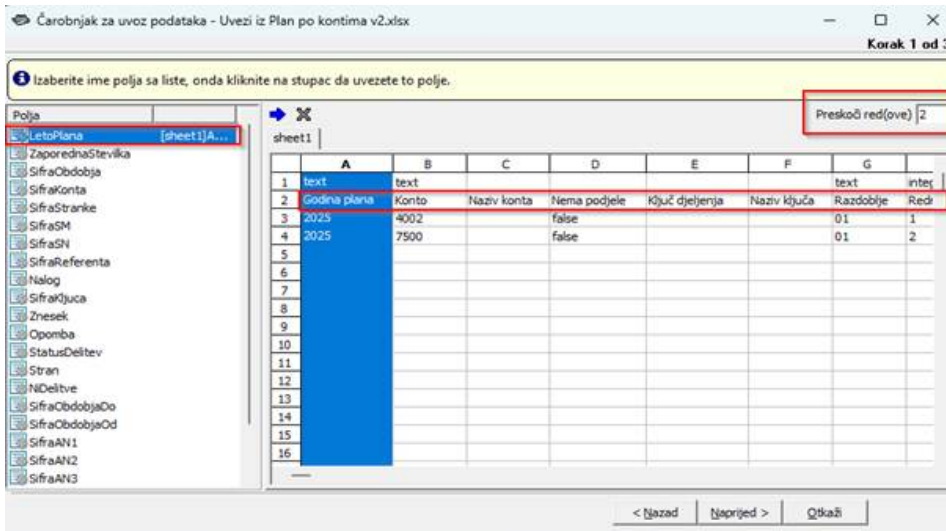 Čarobnjak za uvoz podataka - Uvezi iz Plan po kontima v2.xlsx
Korak 1 od 3
Izaberite ime polja sa liste, onda kliknite na stupac da uvezete to polje.
Polja
Preskoči red(ove) 2
sheet1
LetoPlana [sheet1]A...
ZaporednaStevilka
SifraObdobja
SifraKonta
SifraStranke
SifraSM
SifraSN
SifraReferenta
Nalog
SifraKljuca
Znesek
Opomba
StatusDelitev
Stran
NiDelitve
SifraObdobjaDo
SifraObdobjaOd
SifraAN1
SifraAN2
SifraAN3
A B C D E F G
1 text text text integ
2 Godina plana Konto Naziv konta Nema podjele Ključ dijeljenja Naziv ključa Razdoblje Redn
3 2025 4002 false 01 1
4 2025 7500 false 01 2
5
6
7
8
9
10
11
12
13
14
15
16
< Nazad Naprijed > Otkaži